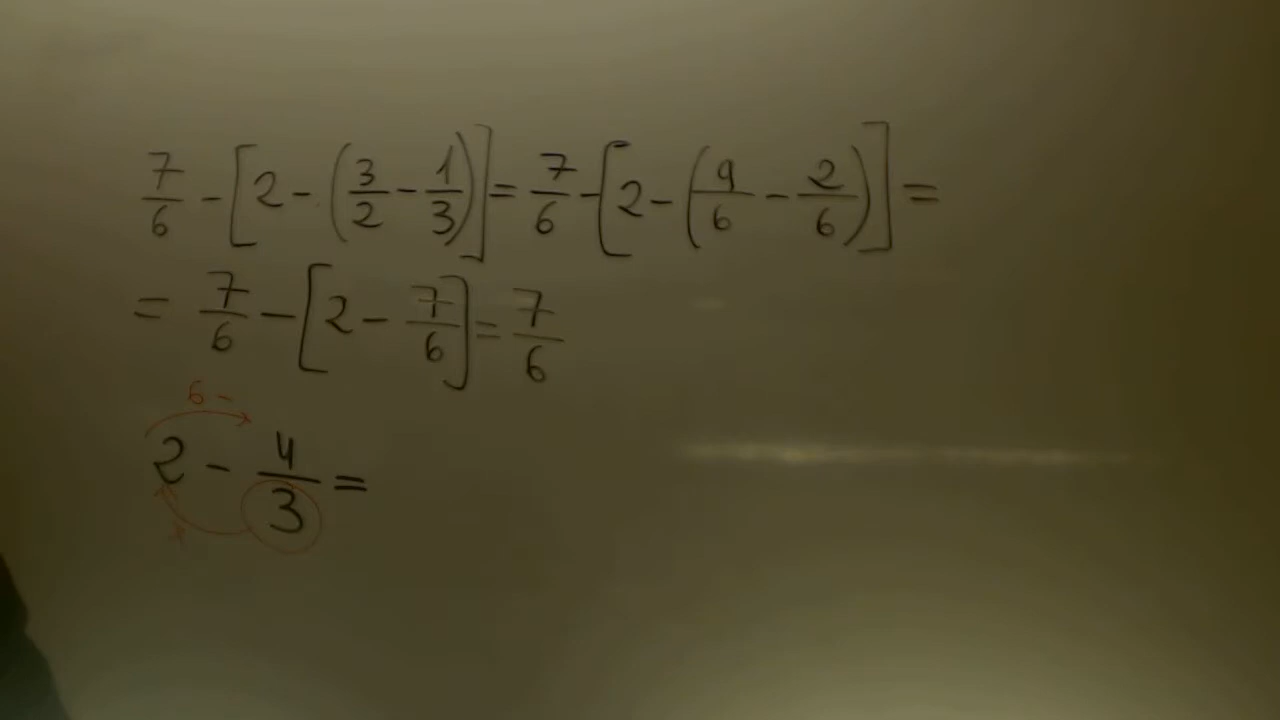 7/6 - [2 - (3/2 - 1/3)] = 7/6 - [2 - (9/6 - 2/6)] =
= 7/6 - [2 - 7/6] = 7/6
6 -
2 - 4/3 =
+